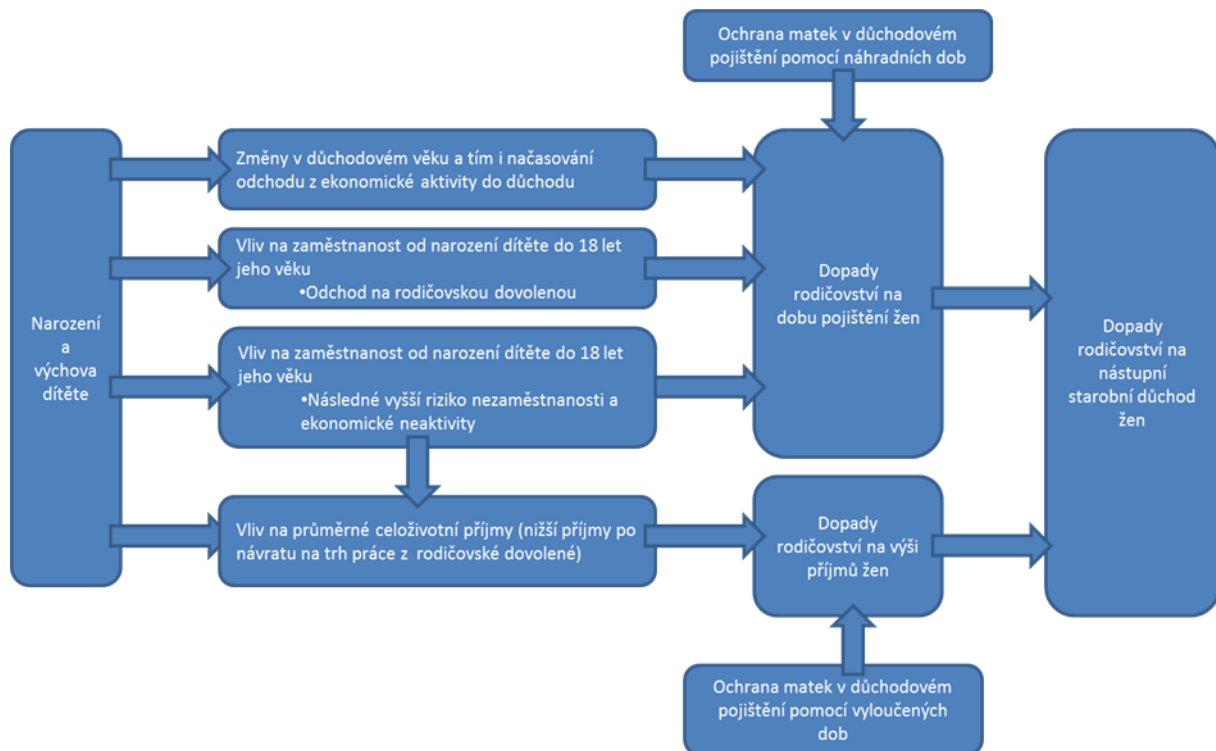 Ochrana matek v důchodovém
pojištění pomocí náhradních dob
Narození
a
výchova
dítěte
Změny v důchodovém věku a tím i načasování
odchodu z ekonomické aktivity do důchodu
Vliv na zaměstnanost od narození dítěte do 18 let
jeho věku
•Odchod na rodičovskou dovolenou
Vliv na zaměstnanost od narození dítěte do 18 let
jeho věku
•Následné vyšší riziko nezaměstnanosti a
ekonomické neaktivity
Vliv na průměrné celoživotní příjmy (nižší příjmy po
návratu na trh práce z rodičovské dovolené)
Dopady
rodičovství na
dobu pojištění žen
Dopady
rodičovství na výši
příjmů žen
Dopady
rodičovství na
nástupní
starobní důchod
žen
Ochrana matek v důchodovém
pojištění pomocí vyloučených
dob